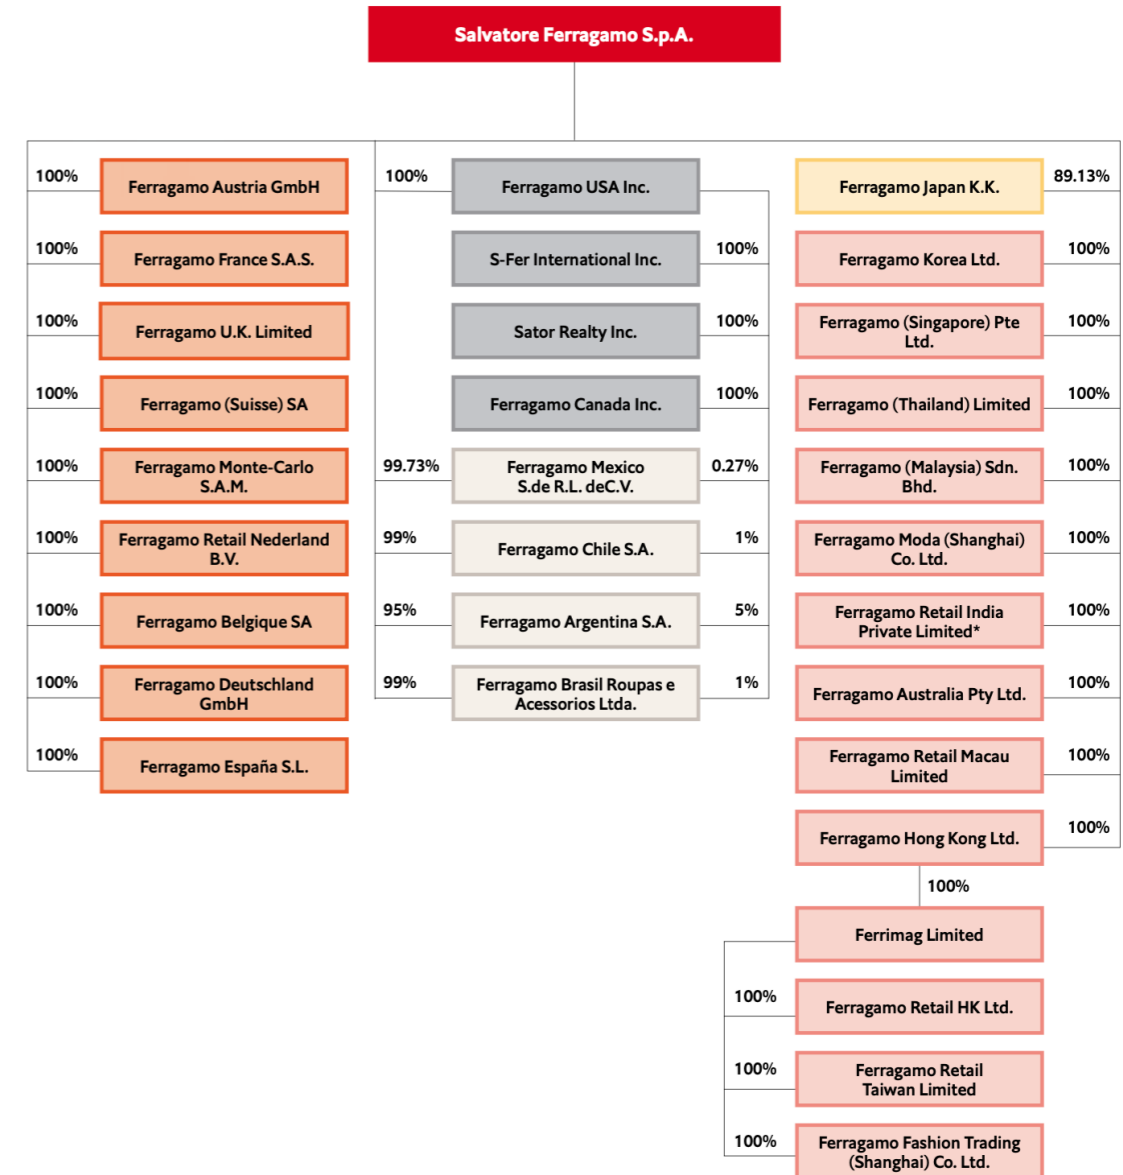 Salvatore Ferragamo S.p.A.
100%
Ferragamo Austria GmbH
100%
Ferragamo France S.A.S.
100%
Ferragamo U.K. Limited
100%
Ferragamo (Suisse) SA
100%
Ferragamo Monte-Carlo
S.A.M.
100%
Ferragamo Retail Nederland
B.V.
100%
Ferragamo Belgique SA
100%
Ferragamo Deutschland
GmbH
100%
Ferragamo España S.L.
100%
Ferragamo USA Inc.
S-Fer International Inc.
100%
Sator Realty Inc.
100%
Ferragamo Canada Inc.
100%
99.73%
Ferragamo Mexico
S.de R.L. deC.V.
0.27%
99%
Ferragamo Chile S.A.
1%
95%
Ferragamo Argentina S.A.
5%
99%
Ferragamo Brasil Roupas e
Acessorios Ltda.
1%
Ferragamo Japan K.K.
89.13%
Ferragamo Korea Ltd.
100%
Ferragamo (Singapore) Pte
Ltd.
100%
Ferragamo (Thailand) Limited
100%
Ferragamo (Malaysia) Sdn.
Bhd.
100%
Ferragamo Moda (Shanghai)
Co. Ltd.
100%
Ferragamo Retail India
Private Limited*
100%
Ferragamo Australia Pty Ltd.
100%
Ferragamo Retail Macau
Limited
100%
Ferragamo Hong Kong Ltd.
100%
100%
Ferrimag Limited
100%
Ferragamo Retail HK Ltd.
100%
Ferragamo Retail
Taiwan Limited
100%
Ferragamo Fashion Trading
(Shanghai) Co. Ltd.